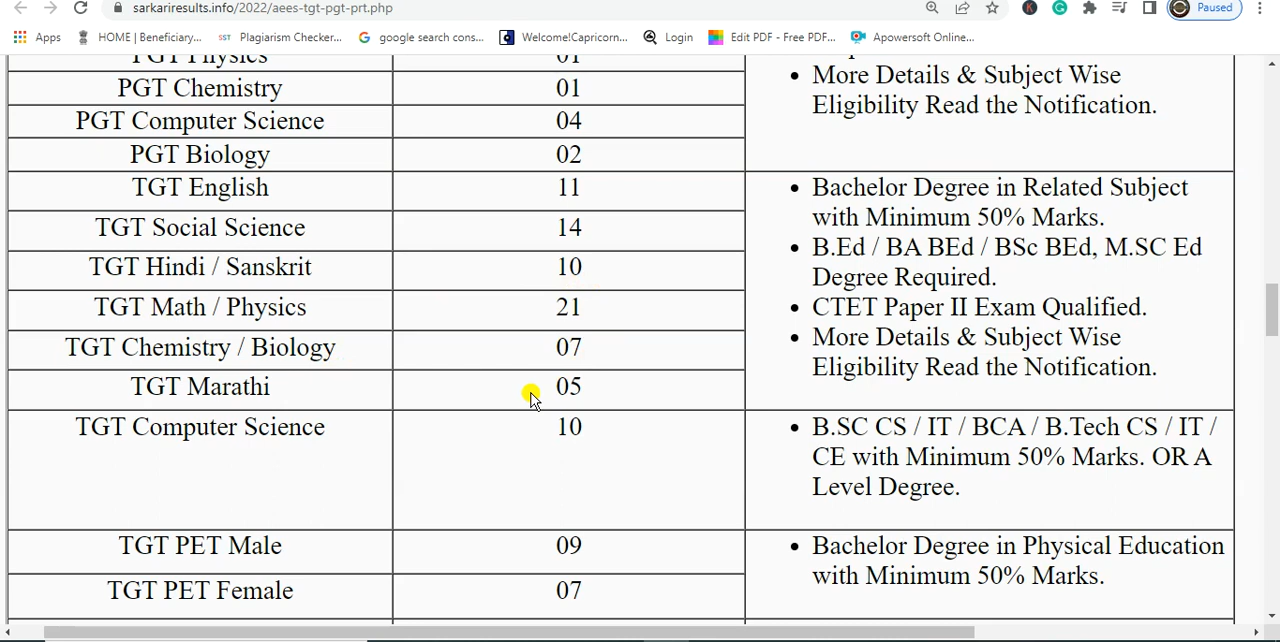 sarkariresults.info/2022/aees-tgt-pgt-prt.php
Paused
Apps
HOME | Beneficiary...
SST Plagiarism Checker...
google search cons...
Welcome!Capricorn...
Login
Edit PDF - Free PDF...
Apowersoft Online...
PGT Physics 01
PGT Chemistry 01
PGT Computer Science 04
PGT Biology 02
More Details & Subject Wise
Eligibility Read the Notification.
TGT English 11
TGT Social Science 14
TGT Hindi / Sanskrit 10
TGT Math / Physics 21
TGT Chemistry / Biology 07
TGT Marathi 05
Bachelor Degree in Related Subject
with Minimum 50% Marks.
B.Ed / BA BEd / BSc BEd, M.SC Ed
Degree Required.
CTET Paper II Exam Qualified.
More Details & Subject Wise
Eligibility Read the Notification.
TGT Computer Science 10
B.SC CS / IT / BCA / B.Tech CS / IT /
CE with Minimum 50% Marks. OR A
Level Degree.
TGT PET Male 09
TGT PET Female 07
Bachelor Degree in Physical Education
with Minimum 50% Marks.